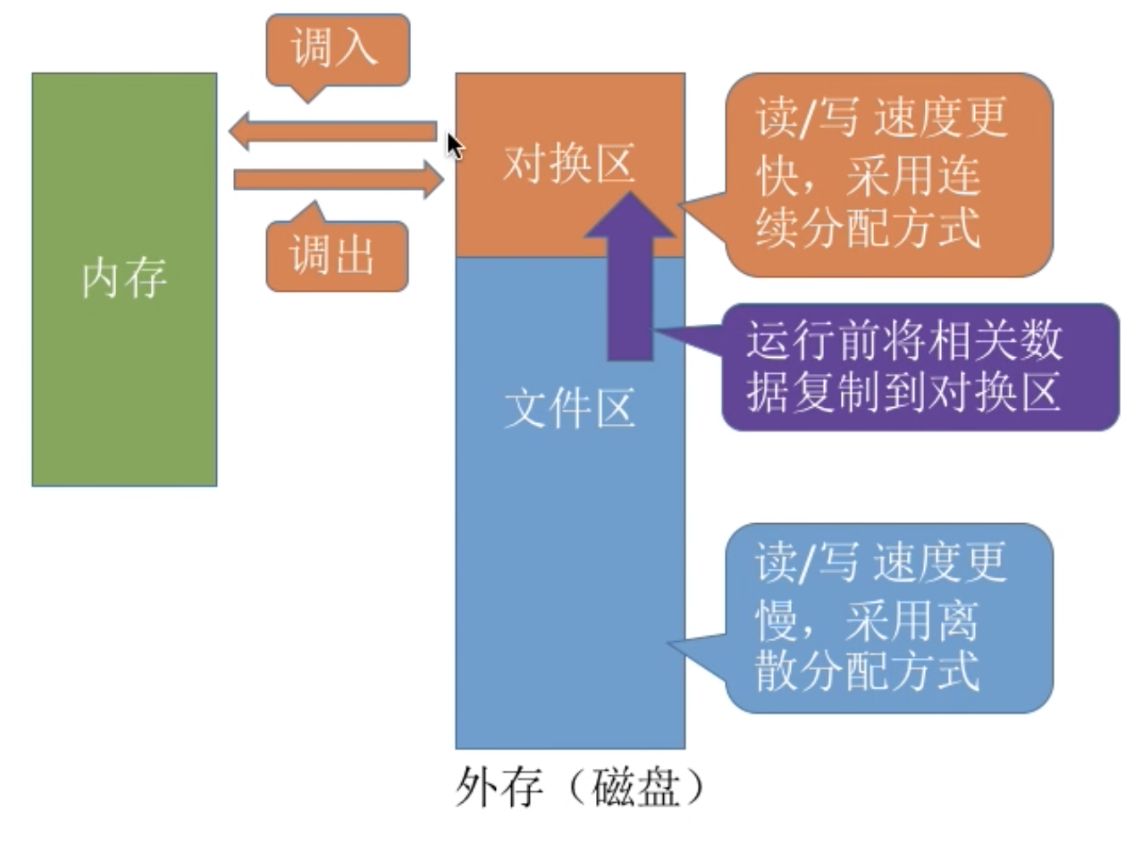 调入
内存
调出
对换区
读/写 速度更
快，采用连
续分配方式
运行前将相关数
据复制到对换区
文件区
读/写 速度更
慢，采用离
散分配方式
外存（磁盘）